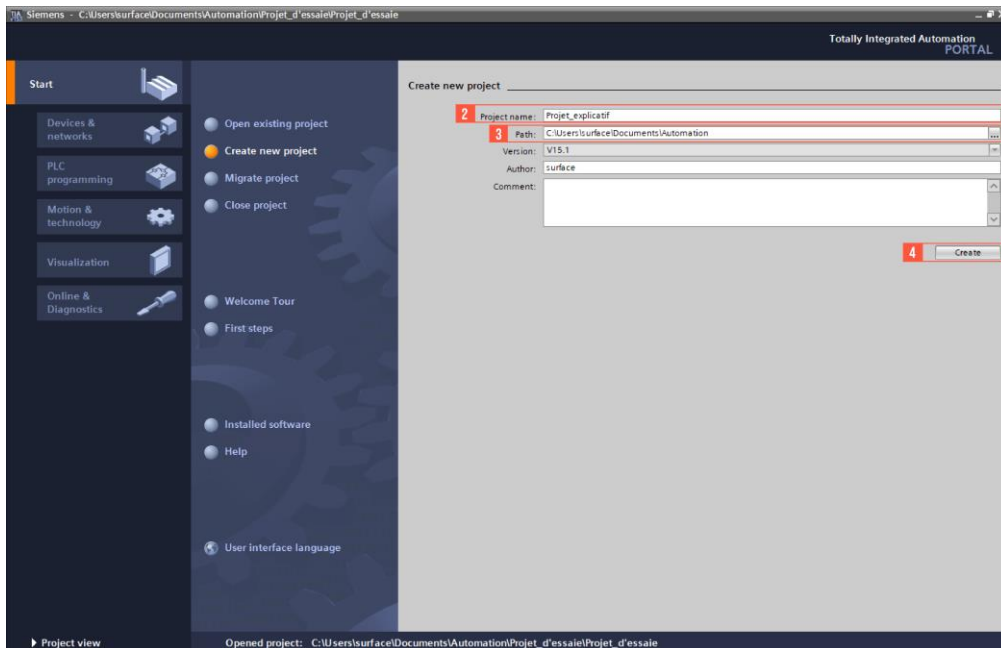 Siemens - C:\Users\surface\Documents\Automation\Projet_d'essaie\Projet_d'essaie
Totally Integrated Automation
PORTAL
Start
Devices &
networks
PLC
programming
Motion &
technology
Visualization
Online &
Diagnostics
Open existing project
Create new project
Migrate project
Close project
Welcome Tour
First steps
Installed software
Help
User interface language
Create new project
2 Project name: Projet_explicatif
3 Path: C:\Users\surface\Documents\Automation ...
Version: V15.1
Author: surface
Comment:
4 Create
Project view
Opened project: C:\Users\surface\Documents\Automation\Projet_d'essaie\Projet_d'essaie